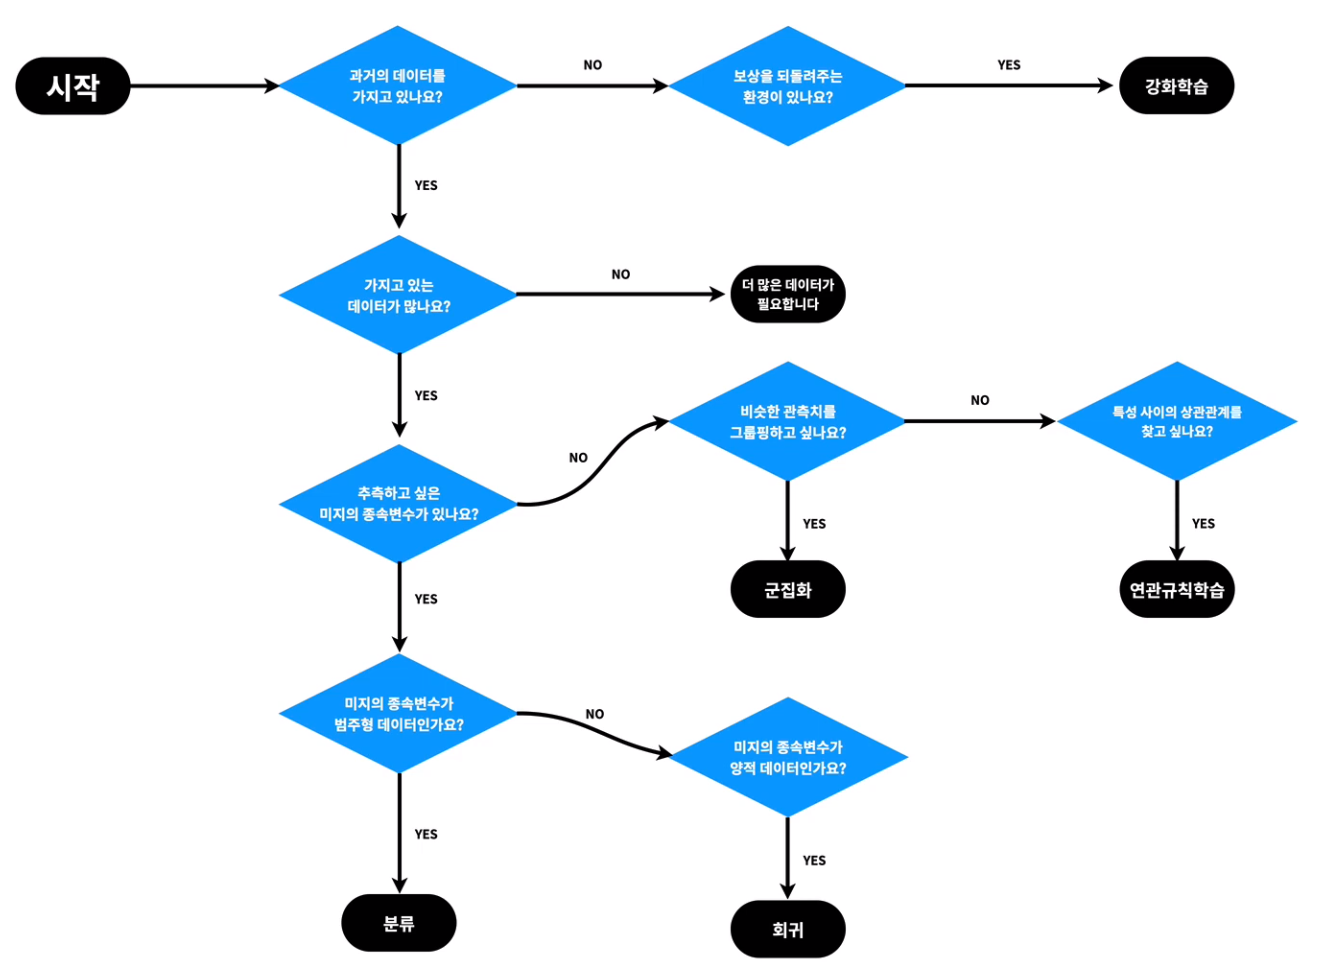 시작
과거의 데이터를
가지고 있나요?
NO
보상을 되돌려주는
환경이 있나요?
YES
강화학습
YES
가지고 있는
데이터가 많나요?
NO
더 많은 데이터가
필요합니다
YES
추측하고 싶은
미지의 종속변수가 있나요?
NO
비슷한 관측치를
그룹핑하고 싶나요?
NO
특성 사이의 상관관계를
찾고 싶나요?
YES
군집화
YES
연관규칙학습
YES
미지의 종속변수가
범주형 데이터인가요?
NO
미지의 종속변수가
양적 데이터인가요?
YES
분류
YES
회귀